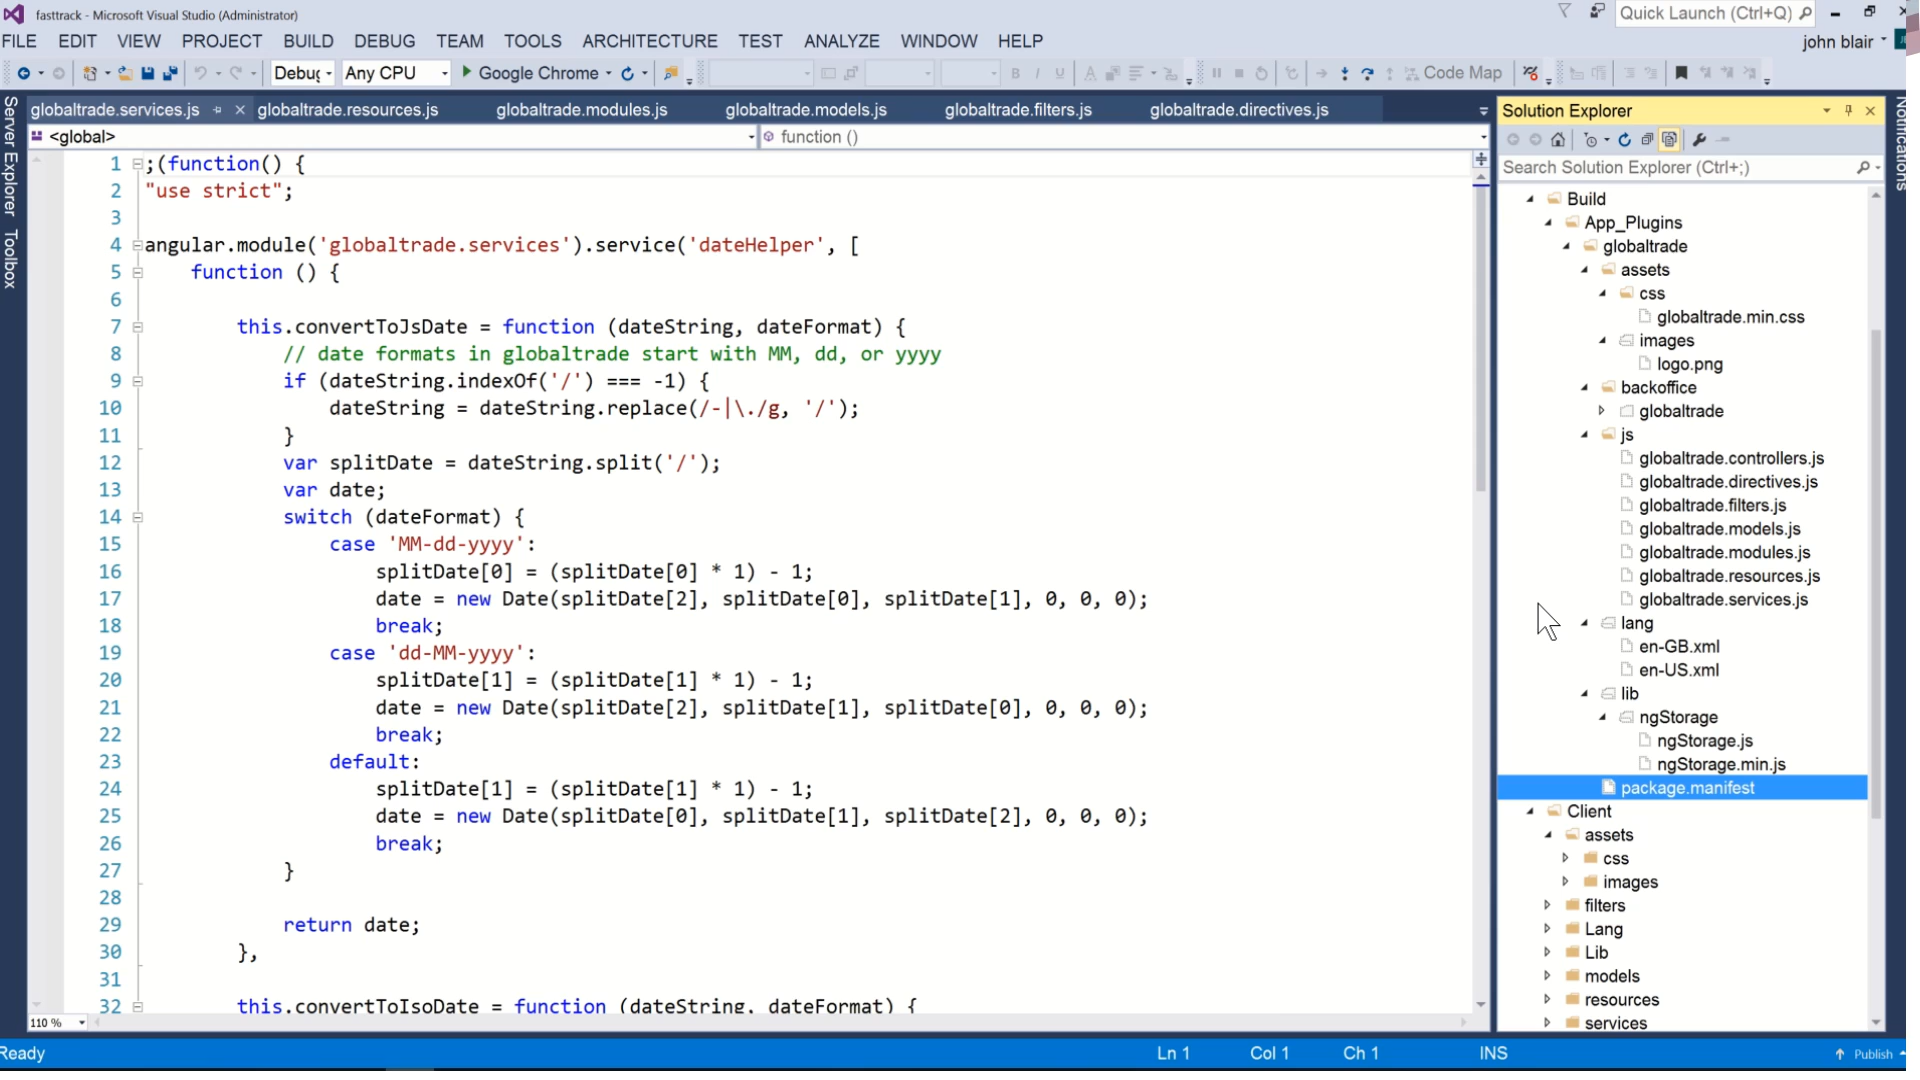 fasttrack - Microsoft Visual Studio (Administrator)
Quick Launch (Ctrl+Q)
FILE EDIT VIEW PROJECT BUILD DEBUG TEAM TOOLS ARCHITECTURE TEST ANALYZE WINDOW HELP
john blair
Debug Any CPU Google Chrome Code Map
globaltrade.services.js globaltrade.resources.js globaltrade.modules.js globaltrade.models.js globaltrade.filters.js globaltrade.directives.js
<global> function ()
Server Explorer
Toolbox
1 ;(function() {
2 "use strict";
3
4 angular.module('globaltrade.services').service('dateHelper', [
5 function () {
6
7 this.convertToJsDate = function (dateString, dateFormat) {
8 // date formats in globaltrade start with MM, dd, or yyyy
9 if (dateString.indexOf('/') === -1) {
10 dateString = dateString.replace(/-|\./g, '/');
11 }
12 var splitDate = dateString.split('/');
13 var date;
14 switch (dateFormat) {
15 case 'MM-dd-yyyy':
16 splitDate[0] = (splitDate[0] * 1) - 1;
17 date = new Date(splitDate[2], splitDate[0], splitDate[1], 0, 0, 0);
18 break;
19 case 'dd-MM-yyyy':
20 splitDate[1] = (splitDate[1] * 1) - 1;
21 date = new Date(splitDate[2], splitDate[1], splitDate[0], 0, 0, 0);
22 break;
23 default:
24 splitDate[1] = (splitDate[1] * 1) - 1;
25 date = new Date(splitDate[0], splitDate[1], splitDate[2], 0, 0, 0);
26 break;
27 }
28
29 return date;
30 },
31
32 this.convertToIsoDate = function (dateString, dateFormat) {
110 %
Solution Explorer
Search Solution Explorer (Ctrl+;)
Build
App_Plugins
globaltrade
assets
css
globaltrade.min.css
images
logo.png
backoffice
globaltrade
js
globaltrade.controllers.js
globaltrade.directives.js
globaltrade.filters.js
globaltrade.models.js
globaltrade.modules.js
globaltrade.resources.js
globaltrade.services.js
lang
en-GB.xml
en-US.xml
lib
ngStorage
ngStorage.js
ngStorage.min.js
package.manifest
Client
assets
css
images
filters
Lang
Lib
models
resources
services
Notifications
Ready Ln 1 Col 1 Ch 1 INS Publish